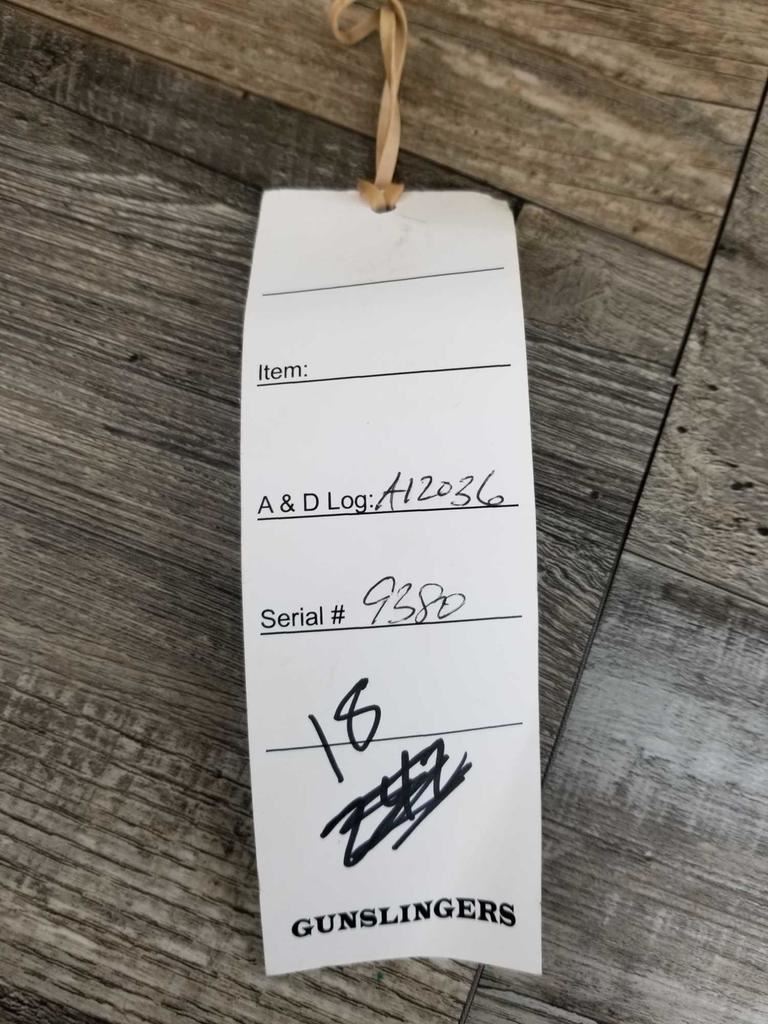 Item:
A & D Log: A12036
Serial # 9380
18
GUNSLINGERS